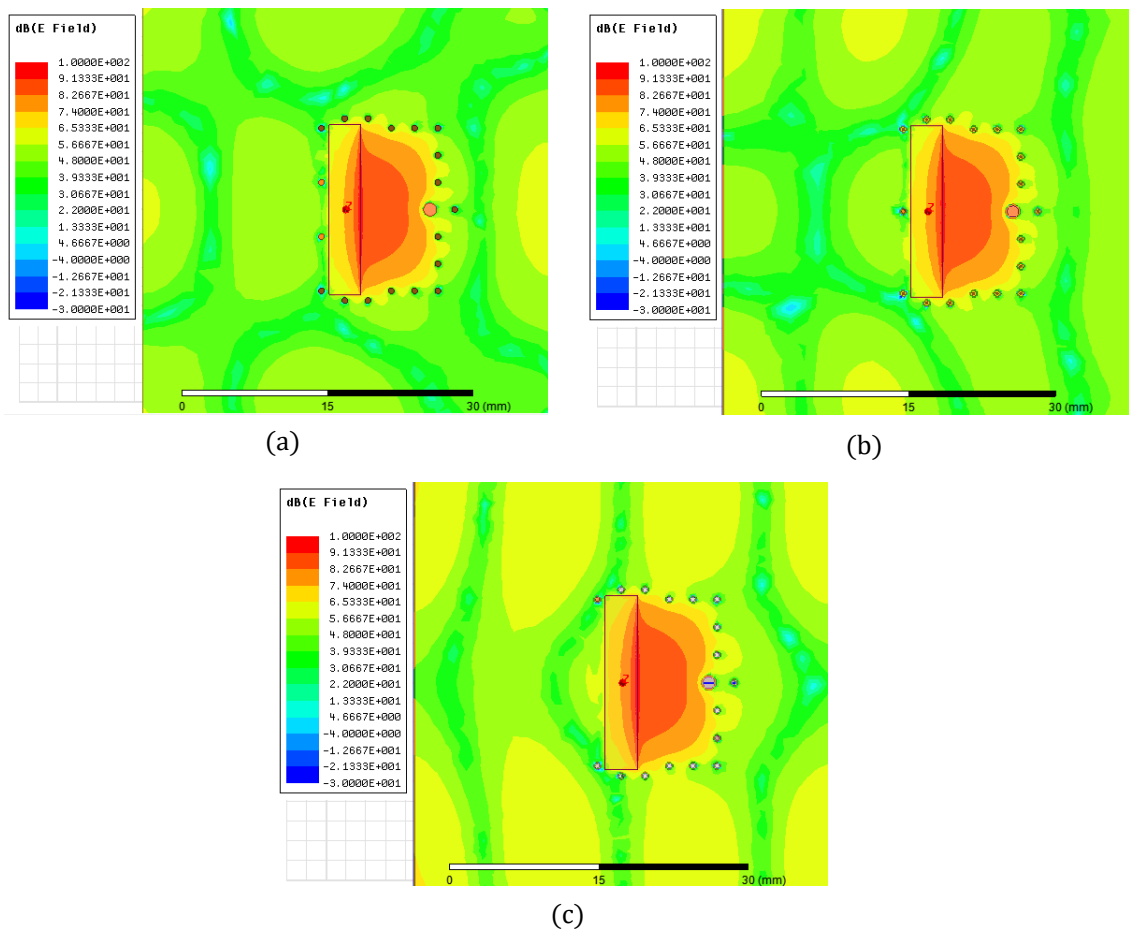 dB(E Field)
1.0000E+002
9.1333E+001
8.2667E+001
7.4000E+001
6.5333E+001
5.6667E+001
4.8000E+001
3.9333E+001
3.0667E+001
2.2000E+001
1.3333E+001
4.6667E+000
-4.0000E+000
-1.2667E+001
-2.1333E+001
-3.0000E+001
Z
0
15
30 (mm)
(a)
dB(E Field)
1.0000E+002
9.1333E+001
8.2667E+001
7.4000E+001
6.5333E+001
5.6667E+001
4.8000E+001
3.9333E+001
3.0667E+001
2.2000E+001
1.3333E+001
4.6667E+000
-4.0000E+000
-1.2667E+001
-2.1333E+001
-3.0000E+001
Z
0
15
30 (mm)
(b)
dB(E Field)
1.0000E+002
9.1333E+001
8.2667E+001
7.4000E+001
6.5333E+001
5.6667E+001
4.8000E+001
3.9333E+001
3.0667E+001
2.2000E+001
1.3333E+001
4.6667E+000
-4.0000E+000
-1.2667E+001
-2.1333E+001
-3.0000E+001
Z
0
15
30 (mm)
(c)